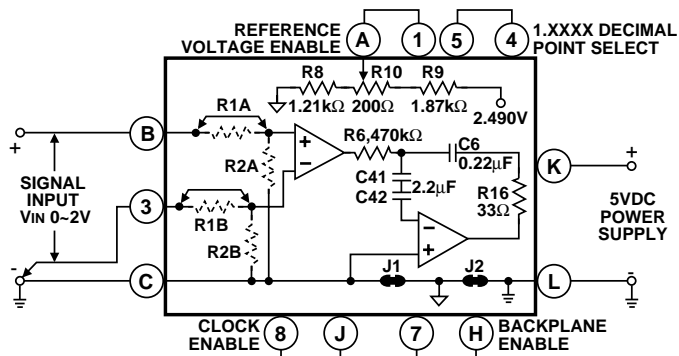 REFERENCE
VOLTAGE ENABLE
A
1
5
4
1.XXXX DECIMAL
POINT SELECT
R8
R10
R9
1.21kΩ
200Ω
1.87kΩ
2.490V
R1A
B
+
R2A
+
−
R6,470kΩ
C6
0.22µF
K
+
SIGNAL
INPUT
VIN 0~2V
C41
C42
2.2µF
R16
33Ω
3
R1B
R2B
−
+
5VDC
POWER
SUPPLY
-
C
J1
J2
L
-
CLOCK
ENABLE
8
J
7
H
BACKPLANE
ENABLE